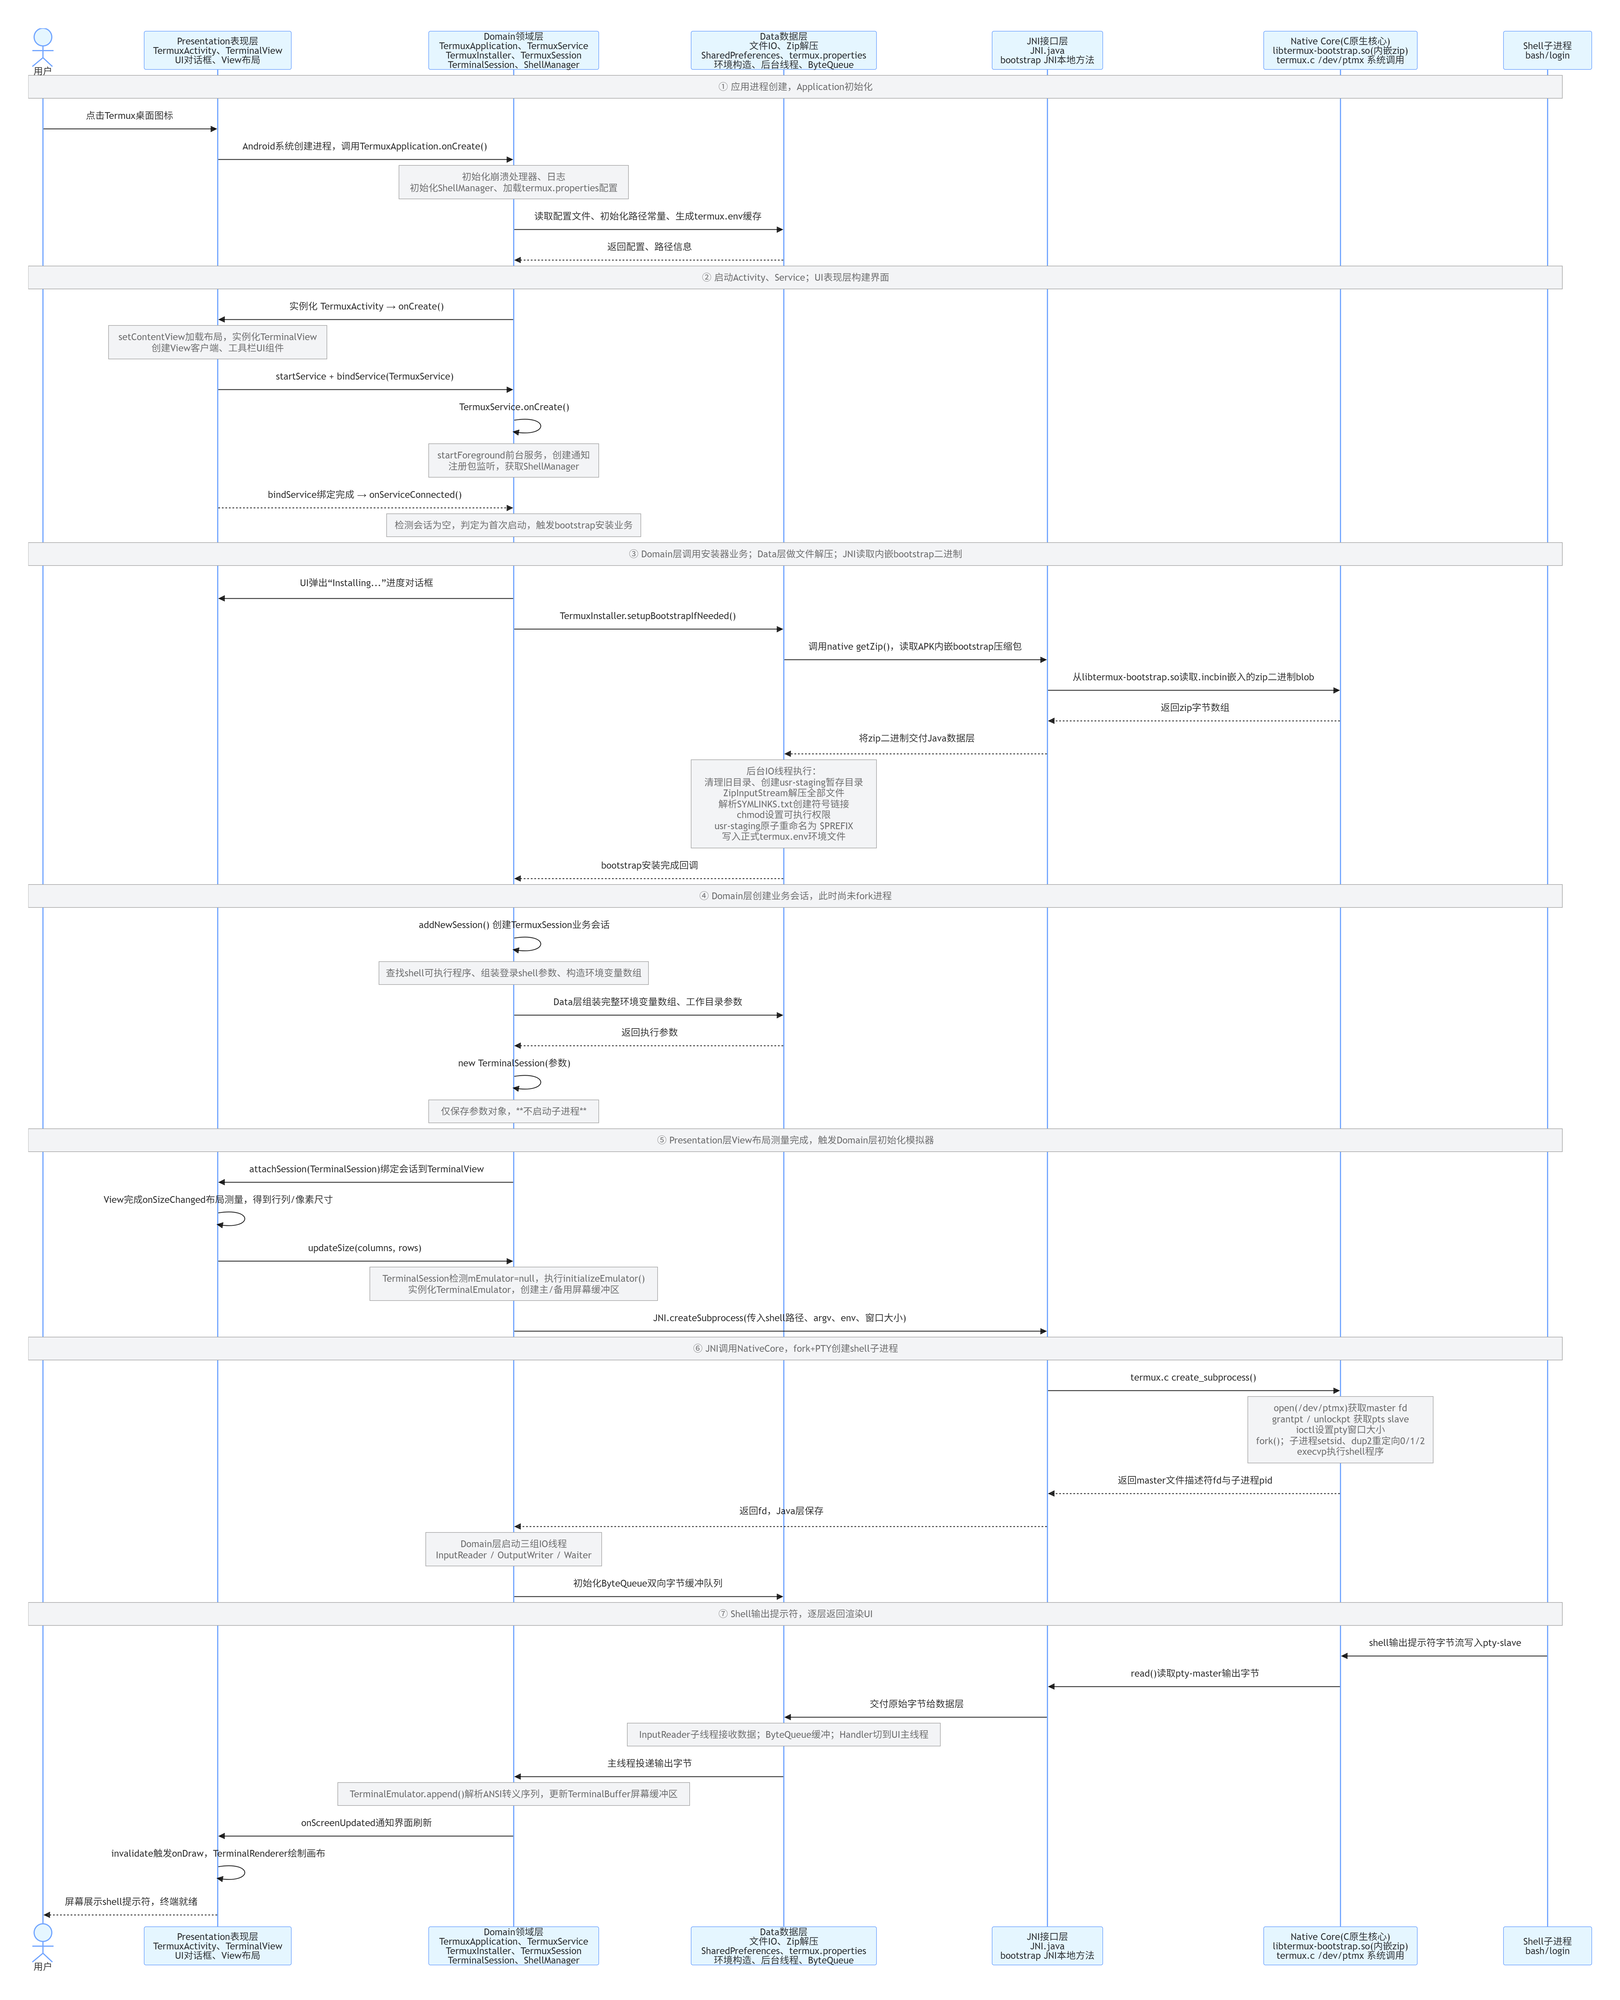 用户
Presentation表现层
TermuxActivity、TerminalView
UI对话框、View布局
Domain领域层
TermuxApplication、TermuxService
TermuxInstaller、TermuxSession
TerminalSession、ShellManager
Data数据层
文件IO、Zip解压
SharedPreferences、termux.properties
环境构造、后台线程、ByteQueue
JNI接口层
JNI.java
bootstrap JNI本地方法
Native Core(C原生核心)
libtermux-bootstrap.so(内嵌zip)
termux.c /dev/ptmx 系统调用
Shell子进程
bash/login
① 应用进程创建，Application初始化
点击Termux桌面图标
Android系统创建进程，调用TermuxApplication.onCreate()
初始化崩溃处理器、日志
初始化ShellManager、加载termux.properties配置
读取配置文件、初始化路径常量、生成termux.env缓存
返回配置、路径信息
② 启动Activity、Service；UI表现层构建界面
实例化 TermuxActivity → onCreate()
setContentView加载布局，实例化TerminalView
创建View客户端、工具栏UI组件
startService + bindService(TermuxService)
TermuxService.onCreate()
startForeground前台服务，创建通知
注册包监听，获取ShellManager
bindService绑定完成 → onServiceConnected()
检测会话为空，判定为首次启动，触发bootstrap安装业务
③ Domain层调用安装器业务；Data层做文件解压；JNI读取内嵌bootstrap二进制
UI弹出“Installing...”进度对话框
TermuxInstaller.setupBootstrapIfNeeded()
调用native getZip()，读取APK内嵌bootstrap压缩包
从libtermux-bootstrap.so读取.incbin嵌入的zip二进制blob
返回zip字节数组
将zip二进制交付Java数据层
后台IO线程执行：
清理旧目录、创建usr-staging暂存目录
ZipInputStream解压全部文件
解析SYMLINKS.txt创建符号链接
chmod设置可执行权限
usr-staging原子重命名为 $PREFIX
写入正式termux.env环境文件
bootstrap安装完成回调
④ Domain层创建业务会话，此时尚未fork进程
addNewSession() 创建TermuxSession业务会话
查找shell可执行程序、组装登录shell参数、构造环境变量数组
Data层组装完整环境变量数组、工作目录参数
返回执行参数
new TerminalSession(参数)
仅保存参数对象，**不启动子进程**
⑤ Presentation层View布局测量完成，触发Domain层初始化模拟器
attachSession(TerminalSession)绑定会话到TerminalView
View完成onSizeChanged布局测量，得到行列/像素尺寸
updateSize(columns, rows)
TerminalSession检测mEmulator=null，执行initializeEmulator()
实例化TerminalEmulator，创建主/备用屏幕缓冲区
JNI.createSubprocess(传入shell路径、argv、env、窗口大小)
⑥ JNI调用NativeCore，fork+PTY创建shell子进程
termux.c create_subprocess()
open(/dev/ptmx)获取master fd
grantpt / unlockpt 获取pts slave
ioctl设置pty窗口大小
fork()；子进程setsid、dup2重定向0/1/2
execvp执行shell程序
返回master文件描述符fd与子进程pid
返回fd，Java层保存
Domain层启动三组IO线程
InputReader / OutputWriter / Waiter
初始化ByteQueue双向字节缓冲队列
⑦ Shell输出提示符，逐层返回渲染UI
shell输出提示符字节流写入pty-slave
read()读取pty-master输出字节
交付原始字节给数据层
InputReader子线程接收数据；ByteQueue缓冲；Handler切到UI主线程
主线程投递输出字节
TerminalEmulator.append()解析ANSI转义序列，更新TerminalBuffer屏幕缓冲区
onScreenUpdated通知界面刷新
invalidate触发onDraw，TerminalRenderer绘制画布
屏幕展示shell提示符，终端就绪
用户
Presentation表现层
TermuxActivity、TerminalView
UI对话框、View布局
Domain领域层
TermuxApplication、TermuxService
TermuxInstaller、TermuxSession
TerminalSession、ShellManager
Data数据层
文件IO、Zip解压
SharedPreferences、termux.properties
环境构造、后台线程、ByteQueue
JNI接口层
JNI.java
bootstrap JNI本地方法
Native Core(C原生核心)
libtermux-bootstrap.so(内嵌zip)
termux.c /dev/ptmx 系统调用
Shell子进程
bash/login